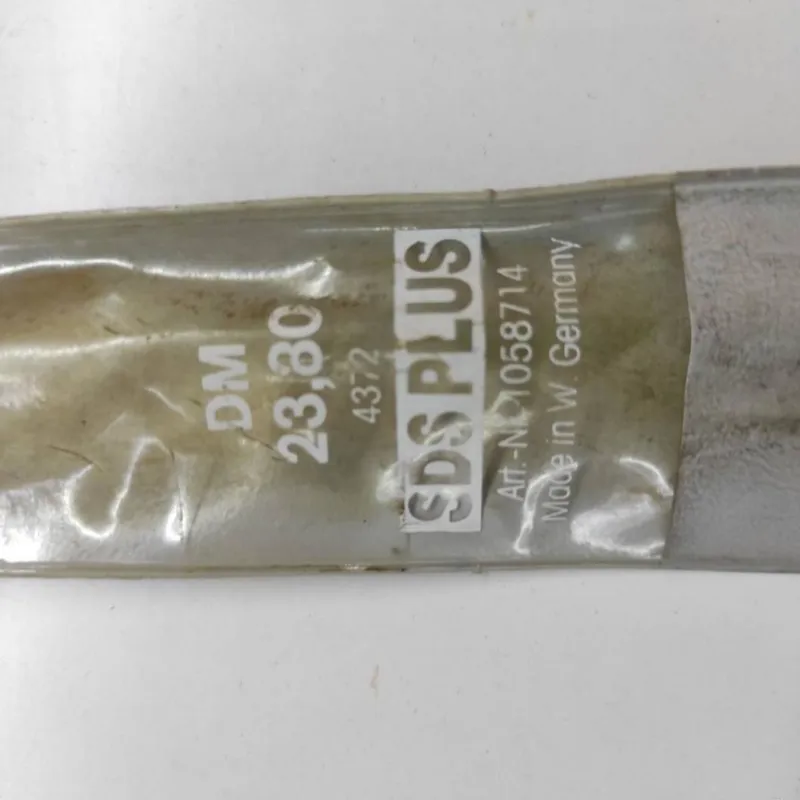 DM
23,80
4372
SDS PLUS
Art.-Nr. 1058714
Made in W. Germany